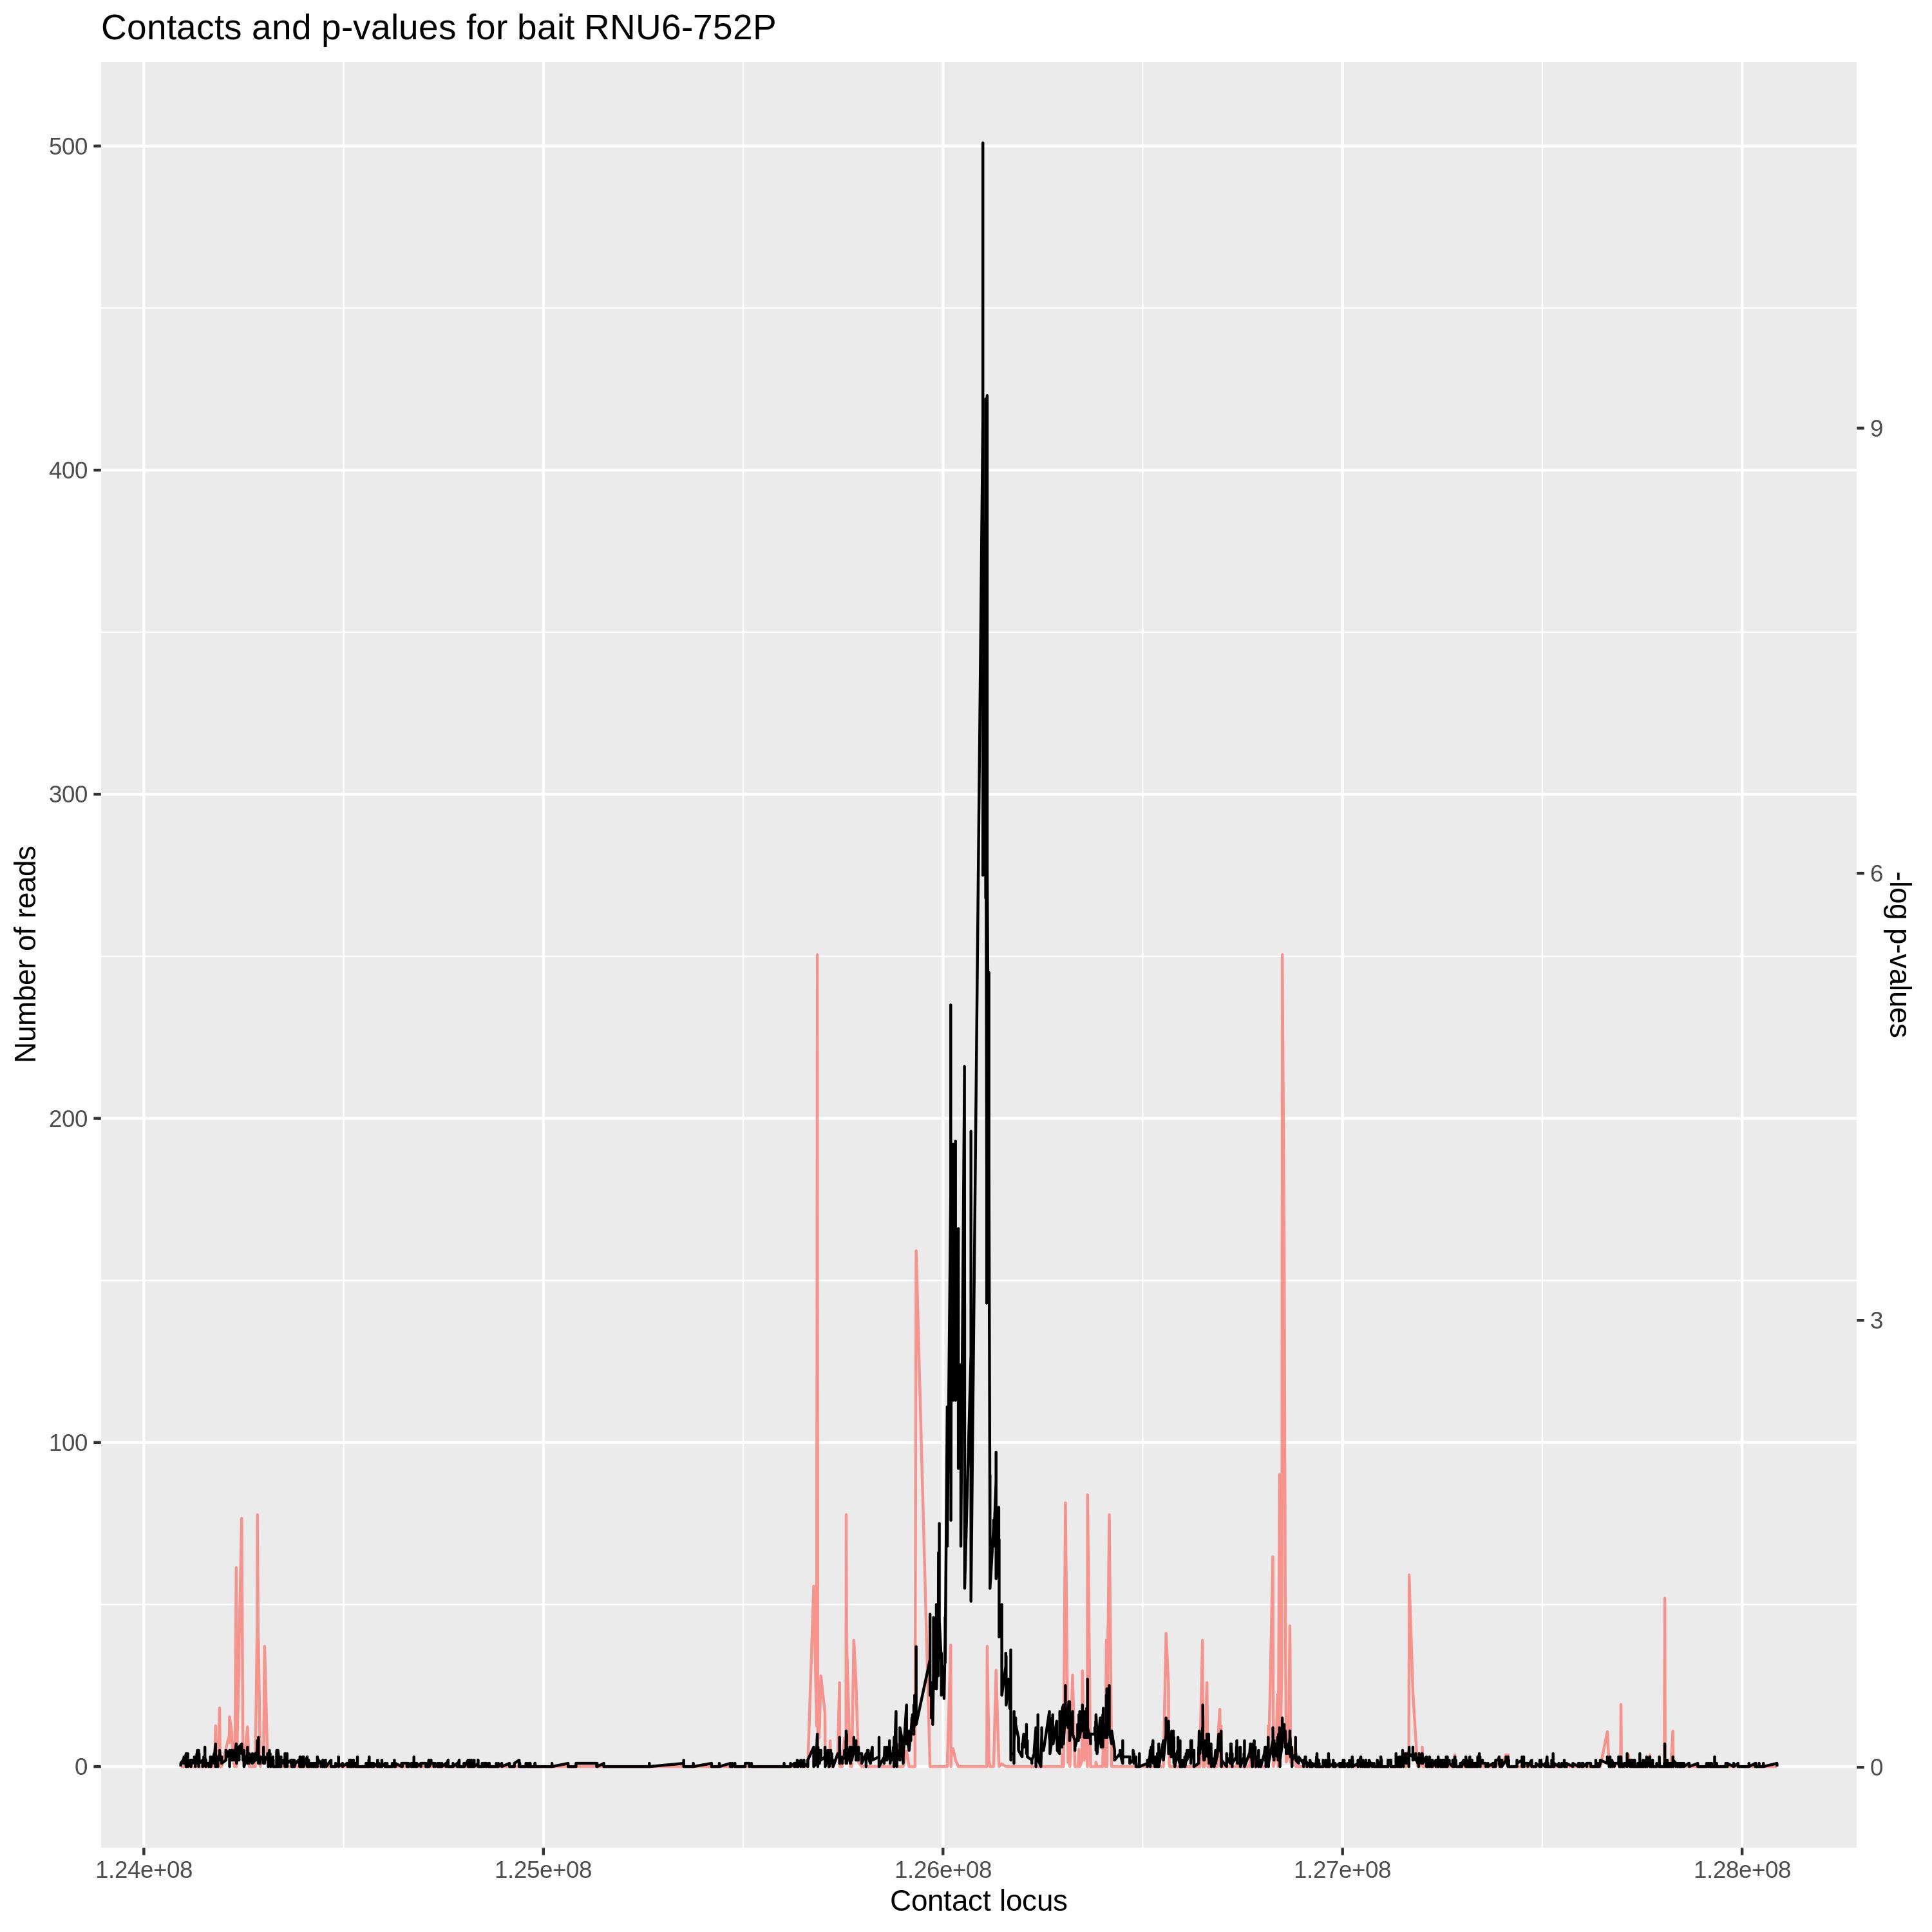 Contacts and p-values for bait RNU6-752P
500
400
300
200
100
0
Number of reads
9
6
3
0
-log p-values
1.24e+08
1.25e+08
1.26e+08
1.27e+08
1.28e+08
Contact locus